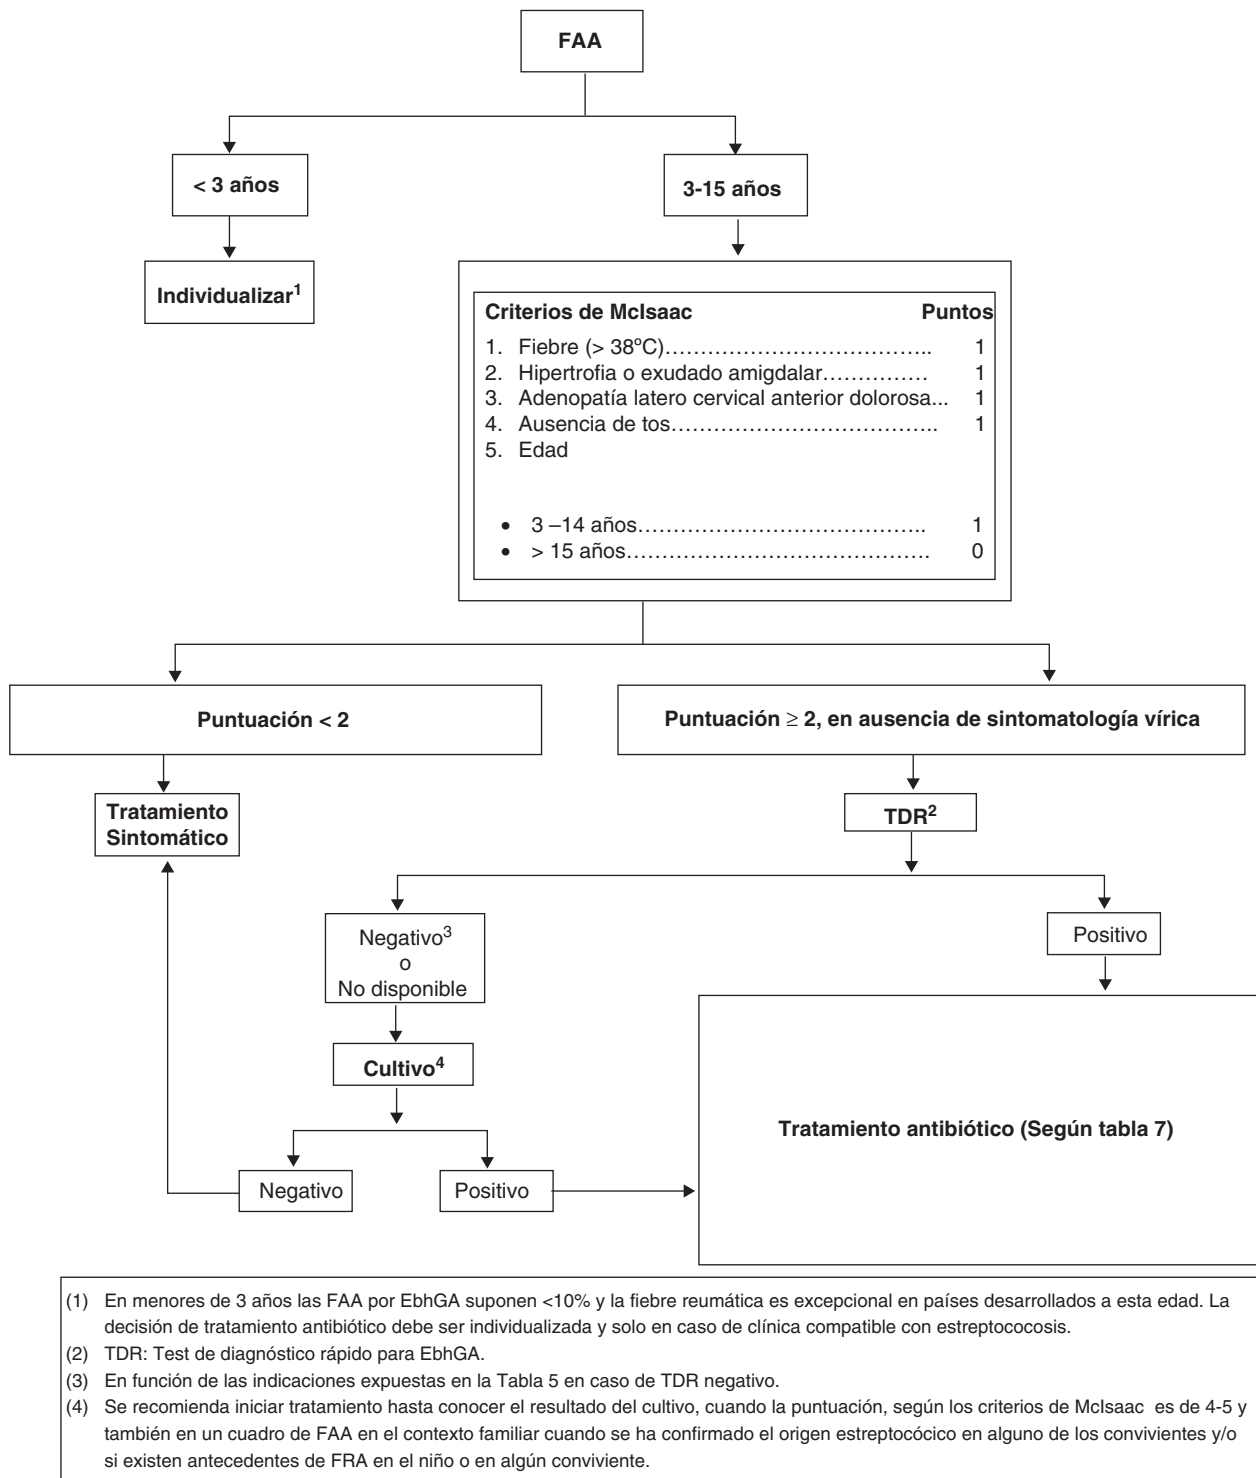 FAA
< 3 años
3-15 años
Individualizar1
Criterios de McIsaac Puntos
1. Fiebre (> 38ºC)………………………………….. 1
2. Hipertrofia o exudado amigdalar…………… 1
3. Adenopatía latero cervical anterior dolorosa... 1
4. Ausencia de tos……………………………….. 1
5. Edad
• 3 –14 años………………………………….. 1
• > 15 años……………………………………. 0
Puntuación < 2
Puntuación ≥ 2, en ausencia de sintomatología vírica
Tratamiento
Sintomático
TDR2
Negativo3
o
No disponible
Positivo
Cultivo4
Tratamiento antibiótico (Según tabla 7)
Negativo
Positivo
(1) En menores de 3 años las FAA por EbhGA suponen <10% y la fiebre reumática es excepcional en países desarrollados a esta edad. La
decisión de tratamiento antibiótico debe ser individualizada y solo en caso de clínica compatible con estreptococosis.
(2) TDR: Test de diagnóstico rápido para EbhGA.
(3) En función de las indicaciones expuestas en la Tabla 5 en caso de TDR negativo.
(4) Se recomienda iniciar tratamiento hasta conocer el resultado del cultivo, cuando la puntuación, según los criterios de McIsaac es de 4-5 y
también en un cuadro de FAA en el contexto familiar cuando se ha confirmado el origen estreptocócico en alguno de los convivientes y/o
si existen antecedentes de FRA en el niño o en algún conviviente.